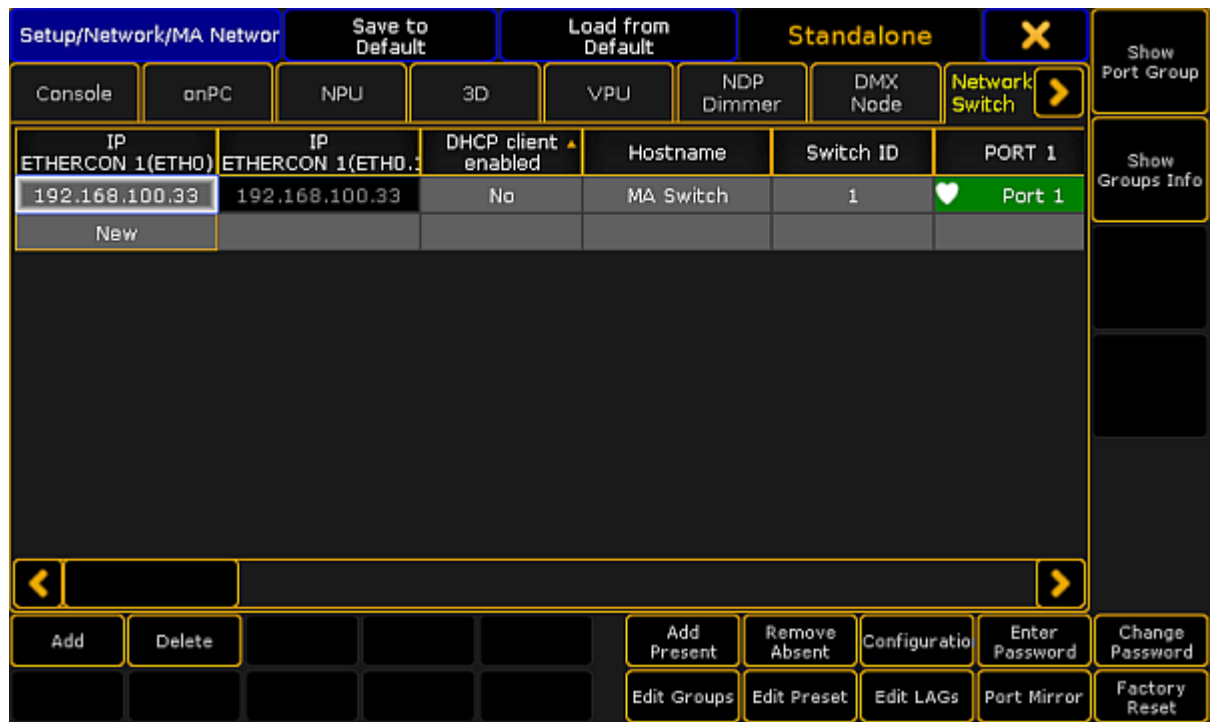 Setup/Network/MA Networ
Save to
Default
Load from
Default
Standalone
Show
Port Group
Console
onPC
NPU
3D
VPU
NDP
Dimmer
DMX
Node
Network
Switch
IP
ETHERCON 1(ETH0)
IP
ETHERCON 1(ETH0.1
DHCP client
enabled
Hostname
Switch ID
PORT 1
Show
Groups Info
192.168.100.33
192.168.100.33
No
MA Switch
1
Port 1
New
Add
Delete
Add
Present
Remove
Absent
Configuratio
Enter
Password
Change
Password
Edit Groups
Edit Preset
Edit LAGs
Port Mirror
Factory
Reset